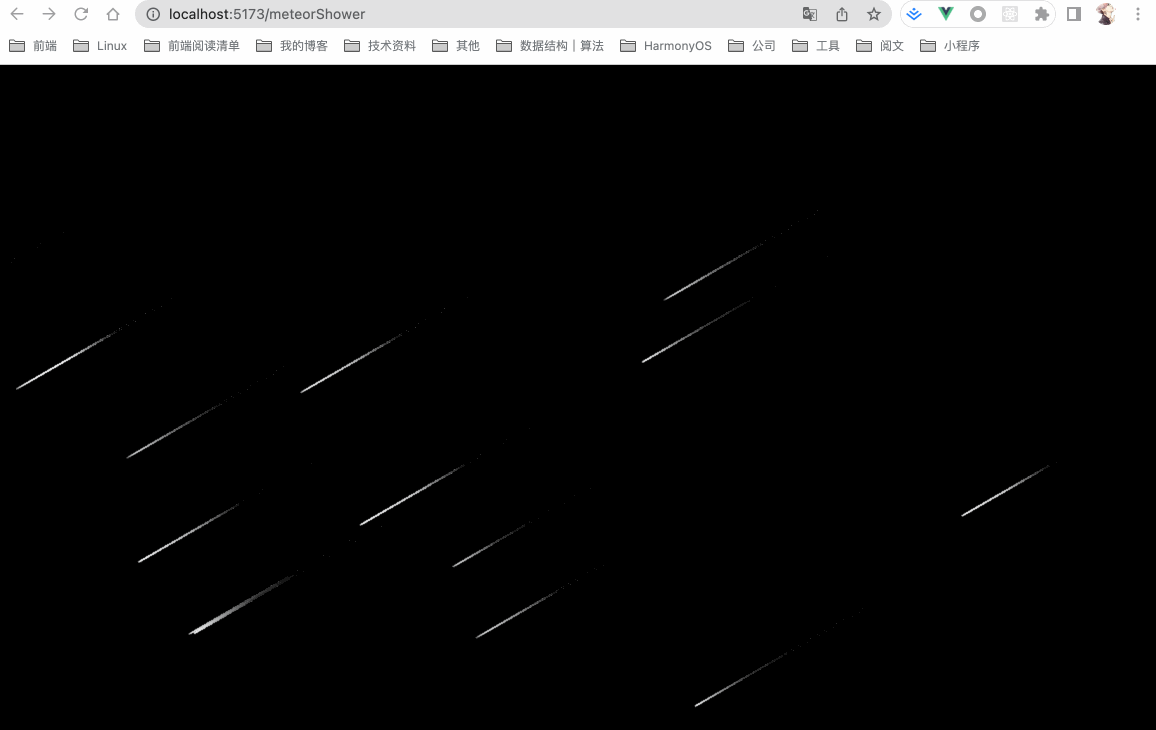 localhost:5173/meteorShower
前端 Linux 前端阅读清单 我的博客 技术资料 其他 数据结构 | 算法 HarmonyOS 公司 工具 阅文 小程序